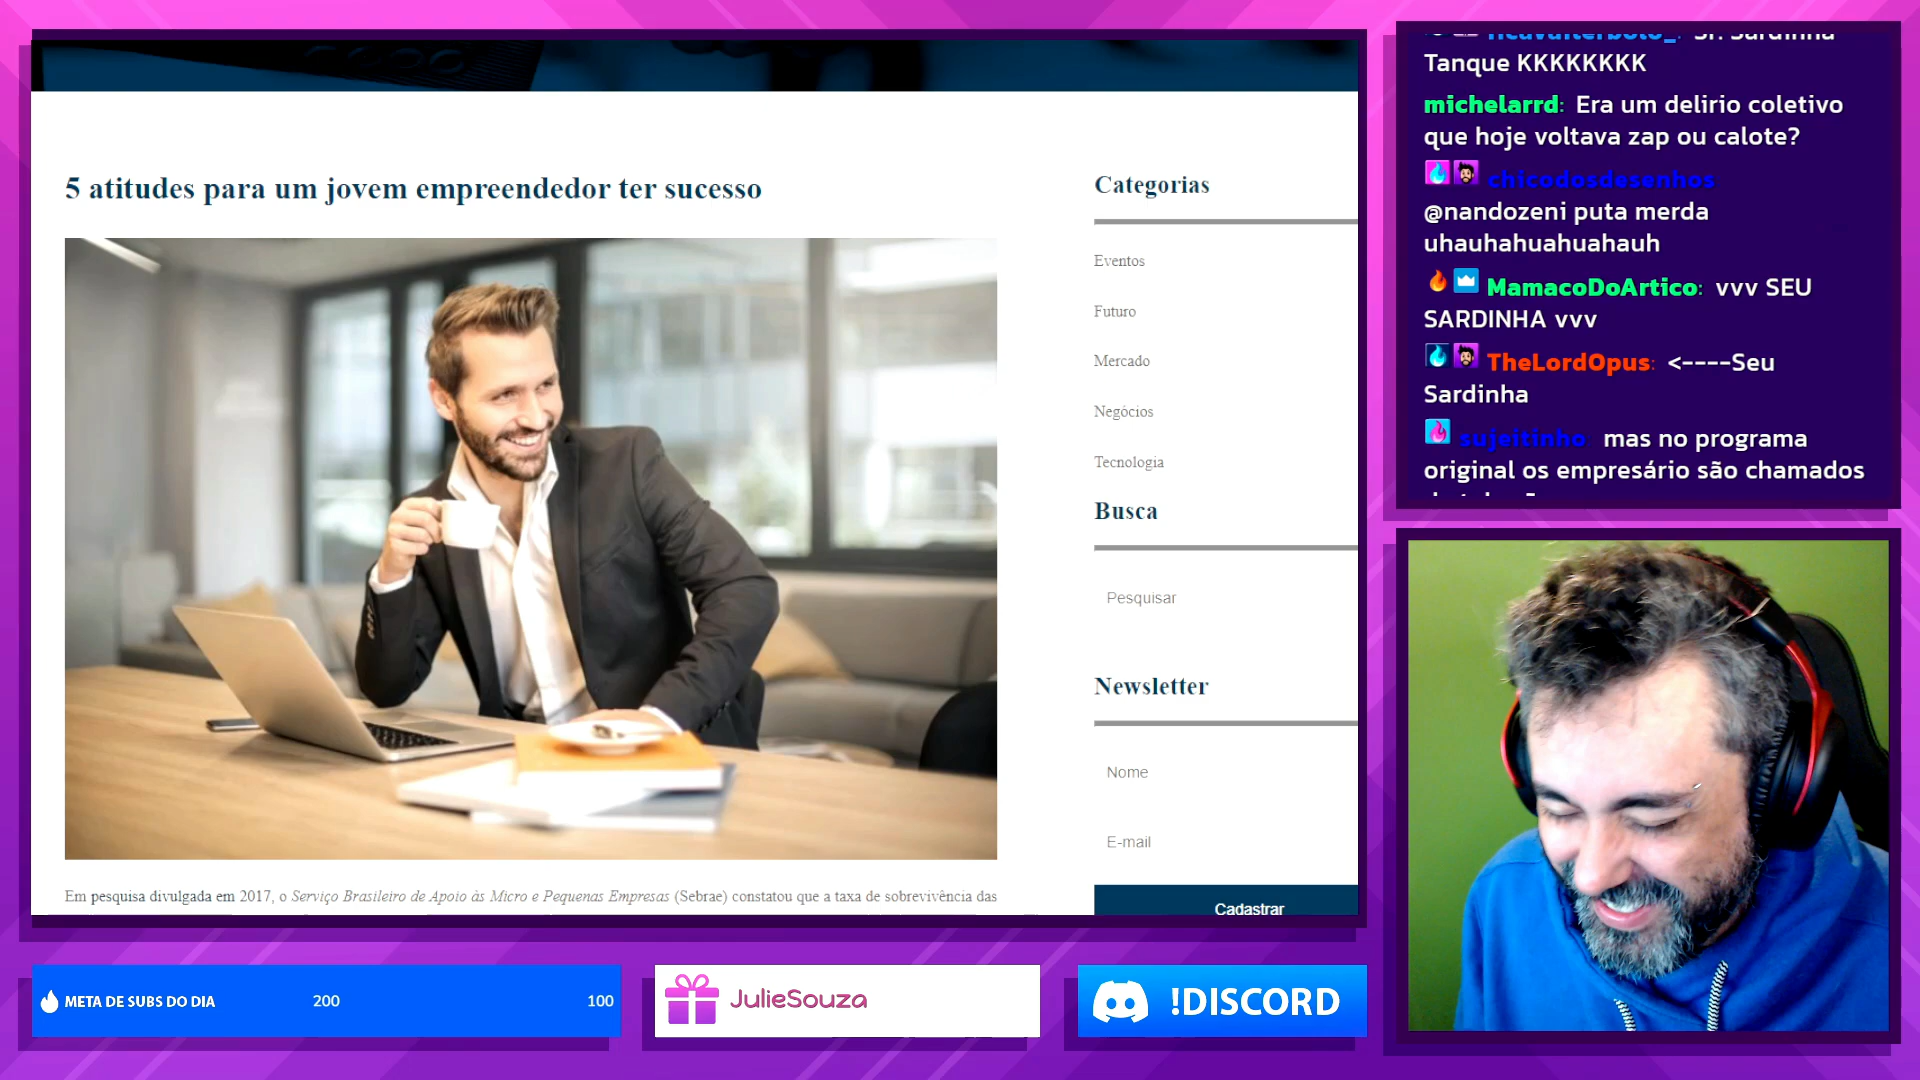 Tanque KKKKKKKK
michelarrd: Era um delirio coletivo
que hoje voltava zap ou calote?
chicodosdesenhos
@nandozeni puta merda
uhauhahuahuahauh
MamacoDoArtico: vvv SEU
SARDINHA vvv
TheLordOpus: <----Seu
Sardinha
sujeitinho: mas no programa
original os empresário são chamados
5 atitudes para um jovem empreendedor ter sucesso
Em pesquisa divulgada em 2017, o Serviço Brasileiro de Apoio às Micro e Pequenas Empresas (Sebrae) constatou que a taxa de sobrevivência das
Categorias
Eventos
Futuro
Mercado
Negócios
Tecnologia
Busca
Pesquisar
Newsletter
Nome
E-mail
Cadastrar
META DE SUBS DO DIA 200 100
JulieSouza
!DISCORD